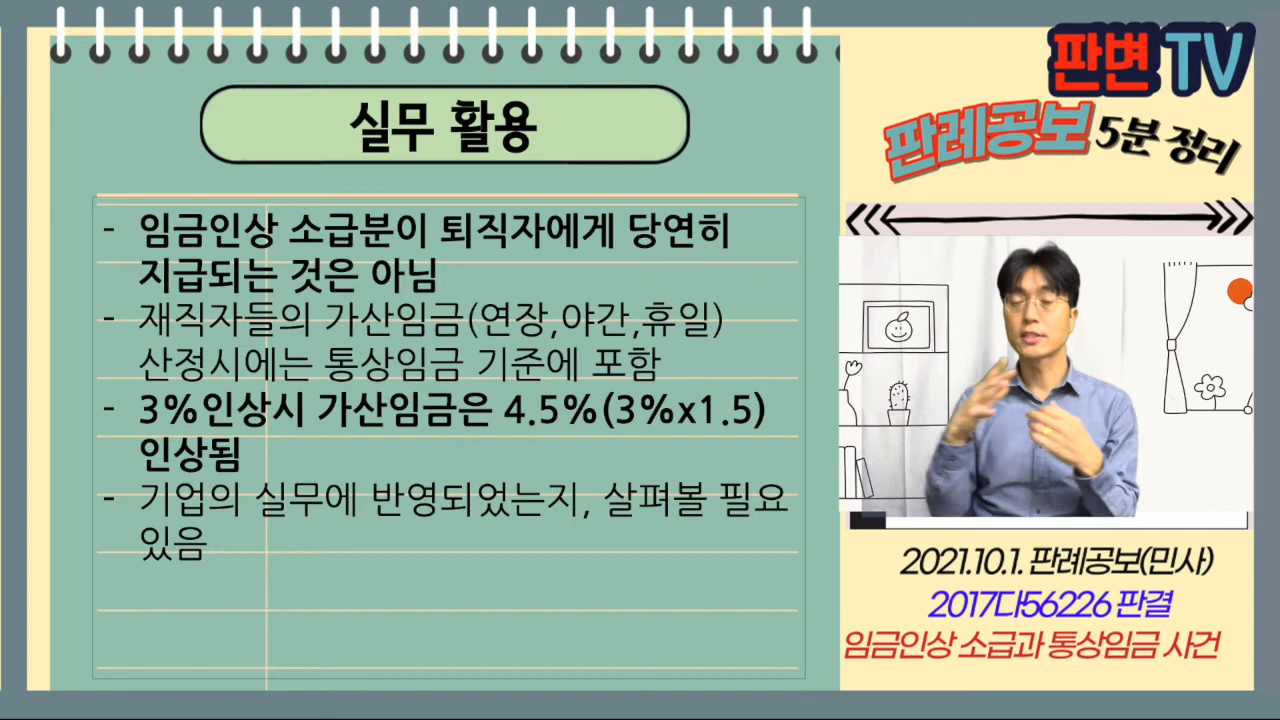 실무 활용
- 임금인상 소급분이 퇴직자에게 당연히
지급되는 것은 아님
- 재직자들의 가산임금(연장,야간,휴일)
산정시에는 통상임금 기준에 포함
- 3%인상시 가산임금은 4.5%(3%x1.5)
인상됨
- 기업의 실무에 반영되었는지, 살펴볼 필요
있음
판변 TV
판례공보 5분 정리
2021.10.1. 판례공보(민사)
2017다56226 판결
임금인상 소급과 통상임금 사건